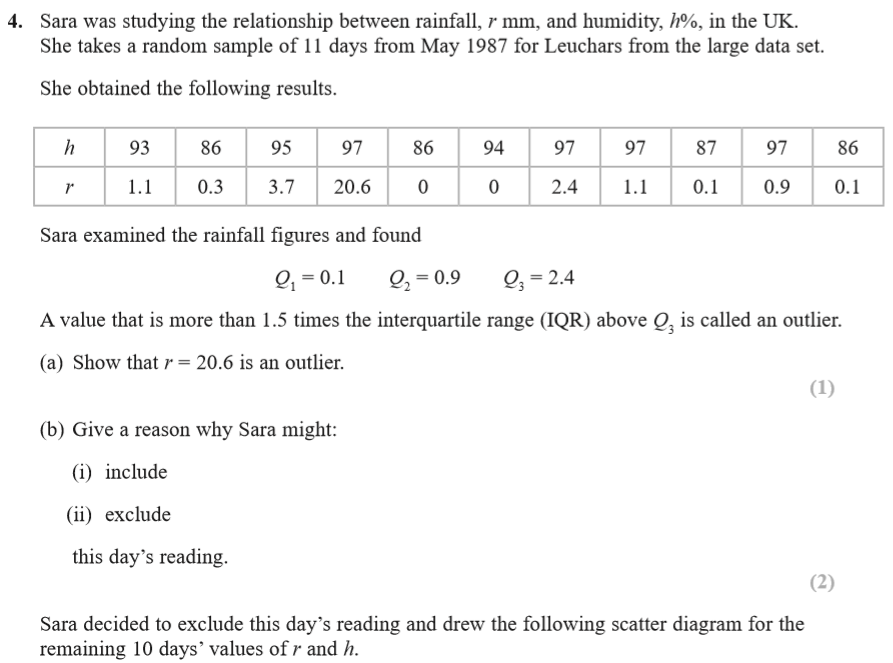 4. Sara was studying the relationship between rainfall, r mm, and humidity, h%, in the UK.
She takes a random sample of 11 days from May 1987 for Leuchars from the large data set.
She obtained the following results.
h 93 86 95 97 86 94 97 97 87 97 86
r 1.1 0.3 3.7 20.6 0 0 2.4 1.1 0.1 0.9 0.1
Sara examined the rainfall figures and found
Q₁ = 0.1 Q₂ = 0.9 Q₃ = 2.4
A value that is more than 1.5 times the interquartile range (IQR) above Q₃ is called an outlier.
(a) Show that r = 20.6 is an outlier.
(1)
(b) Give a reason why Sara might:
(i) include
(ii) exclude
this day’s reading.
(2)
Sara decided to exclude this day’s reading and drew the following scatter diagram for the
remaining 10 days’ values of r and h.